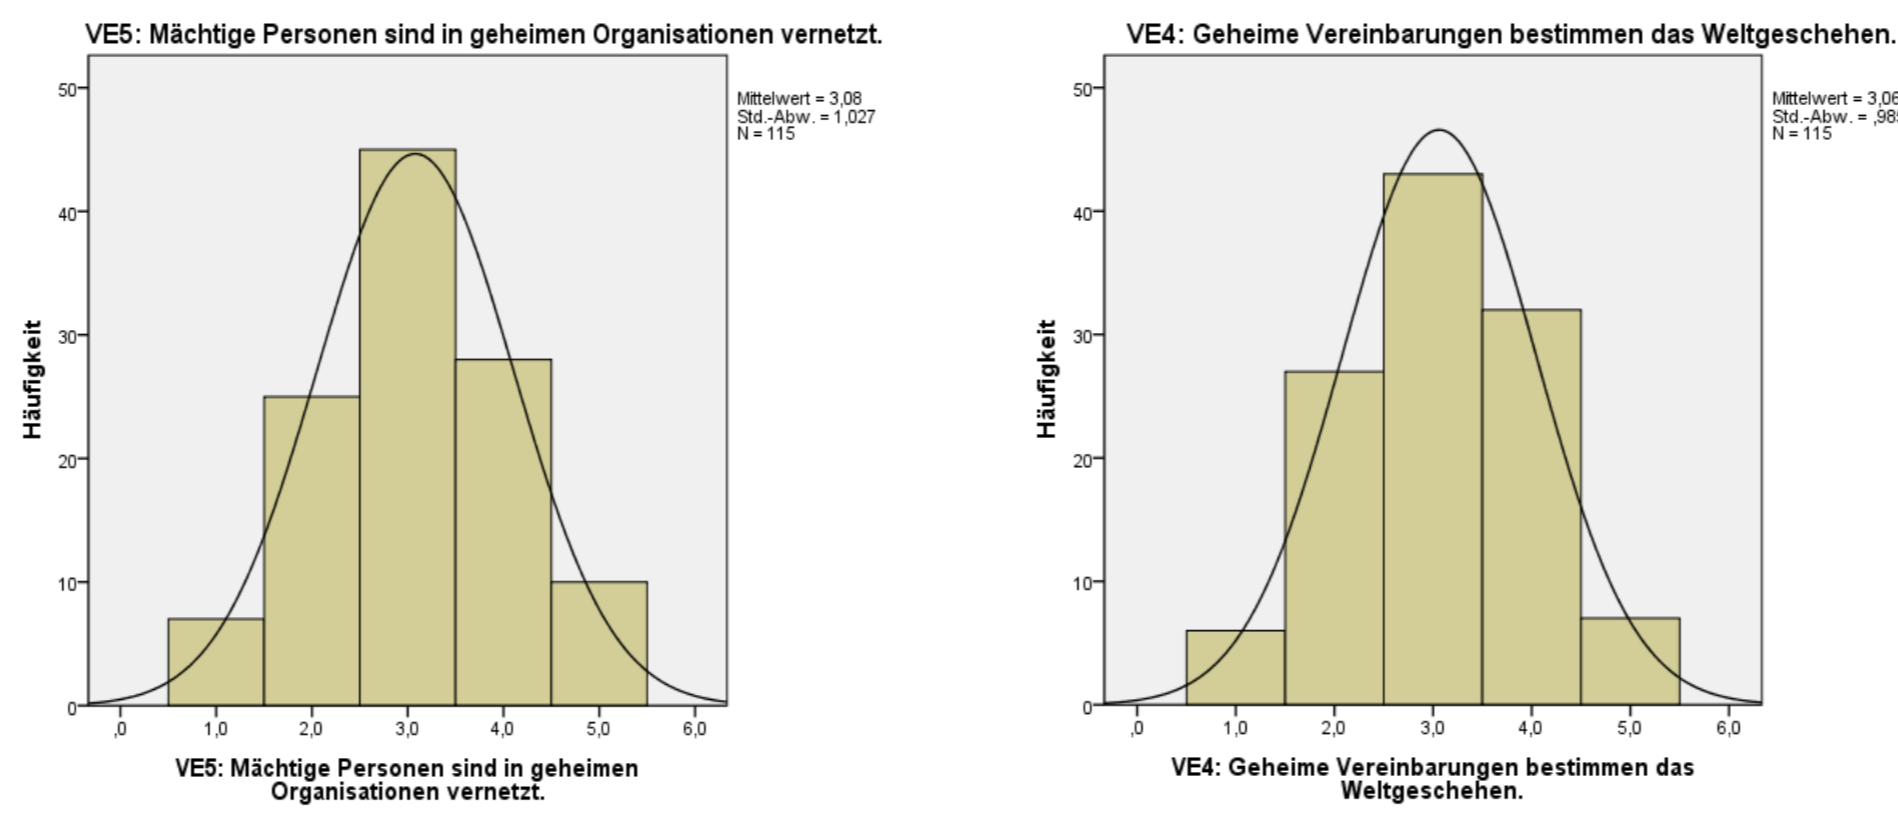 VE5: Mächtige Personen sind in geheimen Organisationen vernetzt.
50
40
30
20
10
0
Häufigkeit
,0 1,0 2,0 3,0 4,0 5,0 6,0
VE5: Mächtige Personen sind in geheimen
Organisationen vernetzt.
Mittelwert = 3,08
Std.-Abw. = 1,027
N = 115
VE4: Geheime Vereinbarungen bestimmen das Weltgeschehen.
50
40
30
20
10
0
Häufigkeit
,0 1,0 2,0 3,0 4,0 5,0 6,0
VE4: Geheime Vereinbarungen bestimmen das
Weltgeschehen.
Mittelwert = 3,06
Std.-Abw. =
N = 115